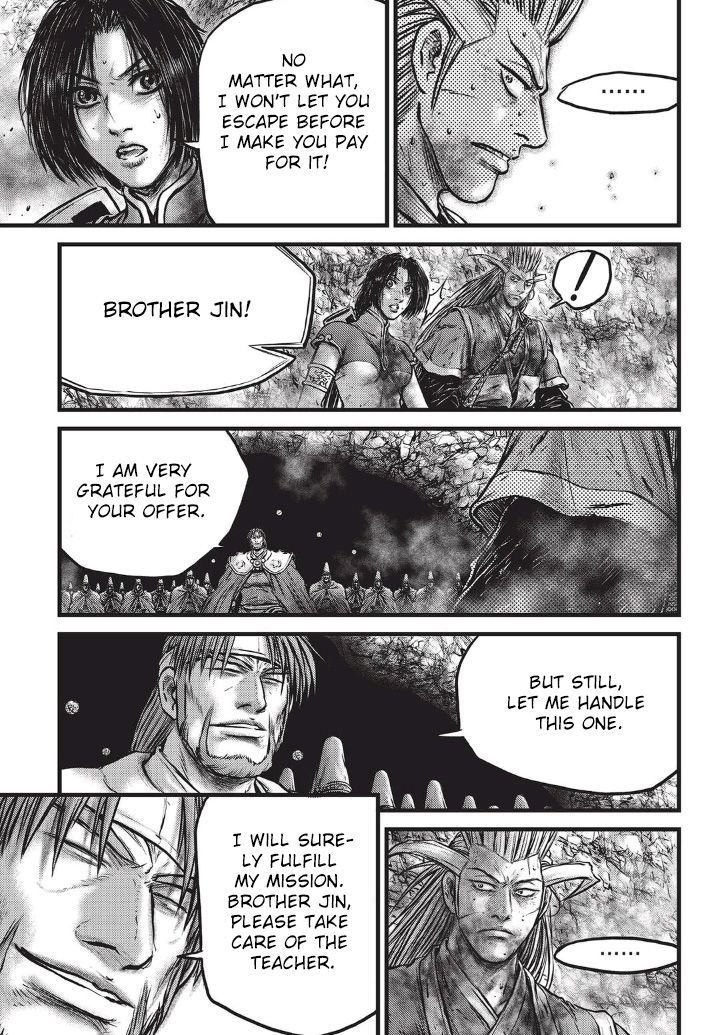 ......
NO
MATTER WHAT,
I WON'T LET YOU
ESCAPE BEFORE
I MAKE YOU PAY
FOR IT!
!
BROTHER JIN!
I AM VERY
GRATEFUL FOR
YOUR OFFER.
BUT STILL,
LET ME HANDLE
THIS ONE.
......
I WILL SURE-
LY FULFILL
MY MISSION.
BROTHER JIN,
PLEASE TAKE
CARE OF THE
TEACHER.